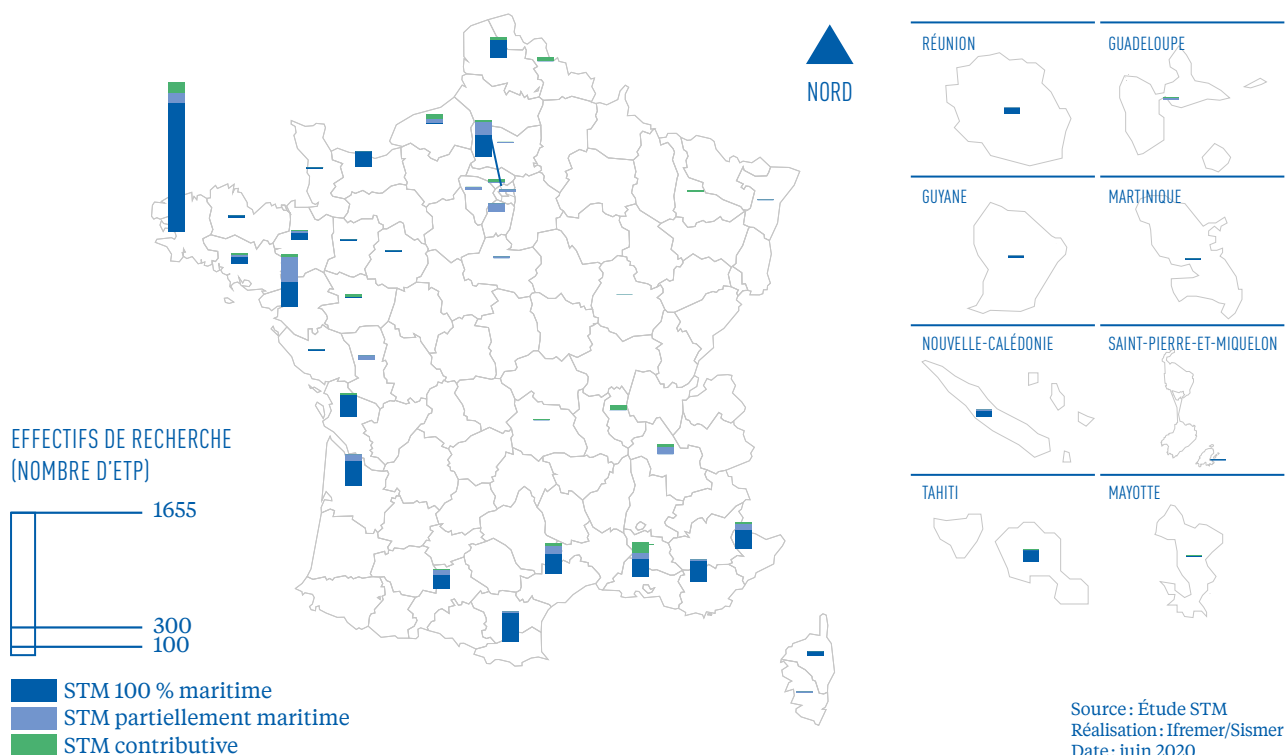 NORD
RÉUNION
GUADELOUPE
GUYANE
MARTINIQUE
NOUVELLE-CALÉDONIE
SAINT-PIERRE-ET-MIQUELON
TAHITI
MAYOTTE
EFFECTIFS DE RECHERCHE
(NOMBRE D'ETP)
1655
300
100
STM 100 % maritime
STM partiellement maritime
STM contributive
Source : Étude STM
Réalisation : Ifremer/Sismer
Date : juin 2020